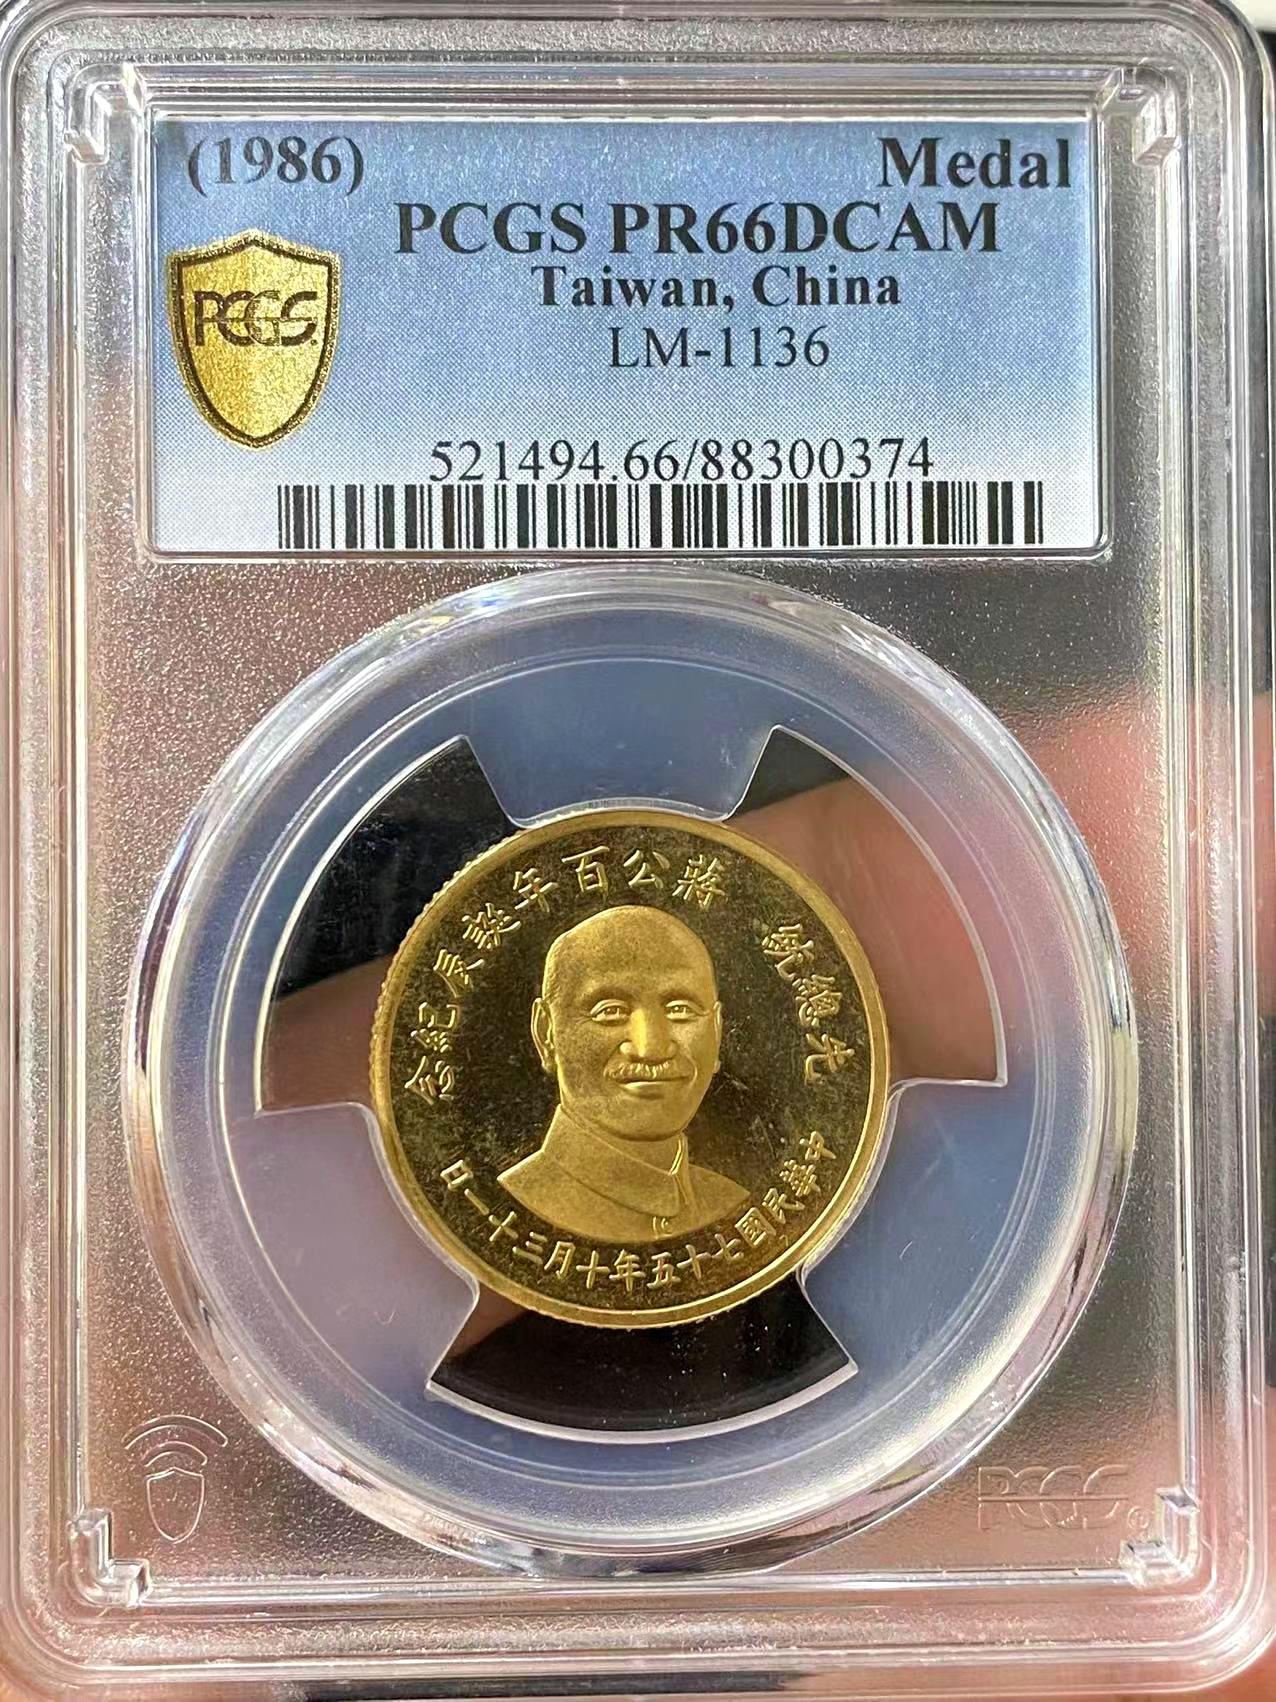 (1986)
Medal
PCGS PR66DCAM
Taiwan, China
LM-1136
PCGS
521494.66/88300374
先總統 蔣公百年誕辰紀念
中華民國七十五年十月三十一日
PCGS